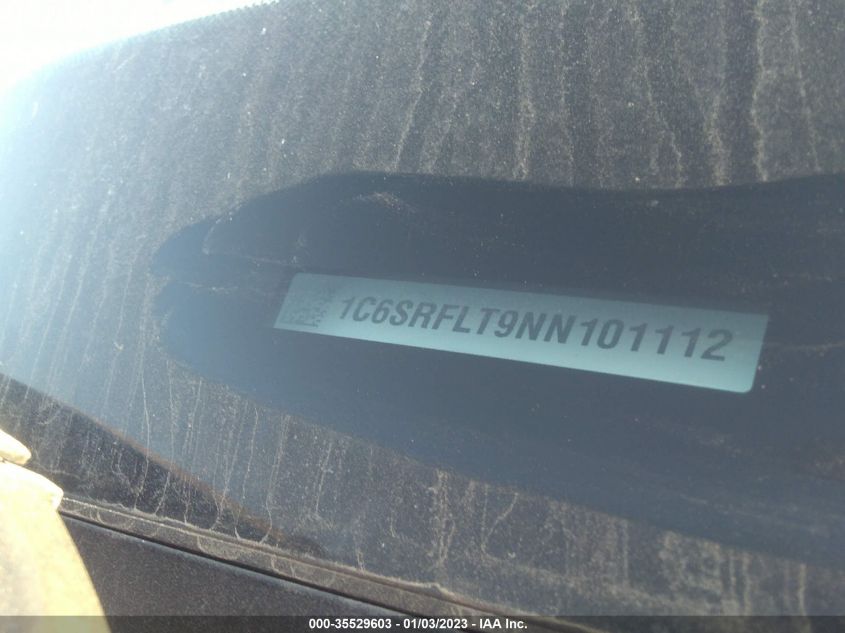 1C6SRFLT9NN101112
000-35529603 - 01/03/2023 - IAA Inc.